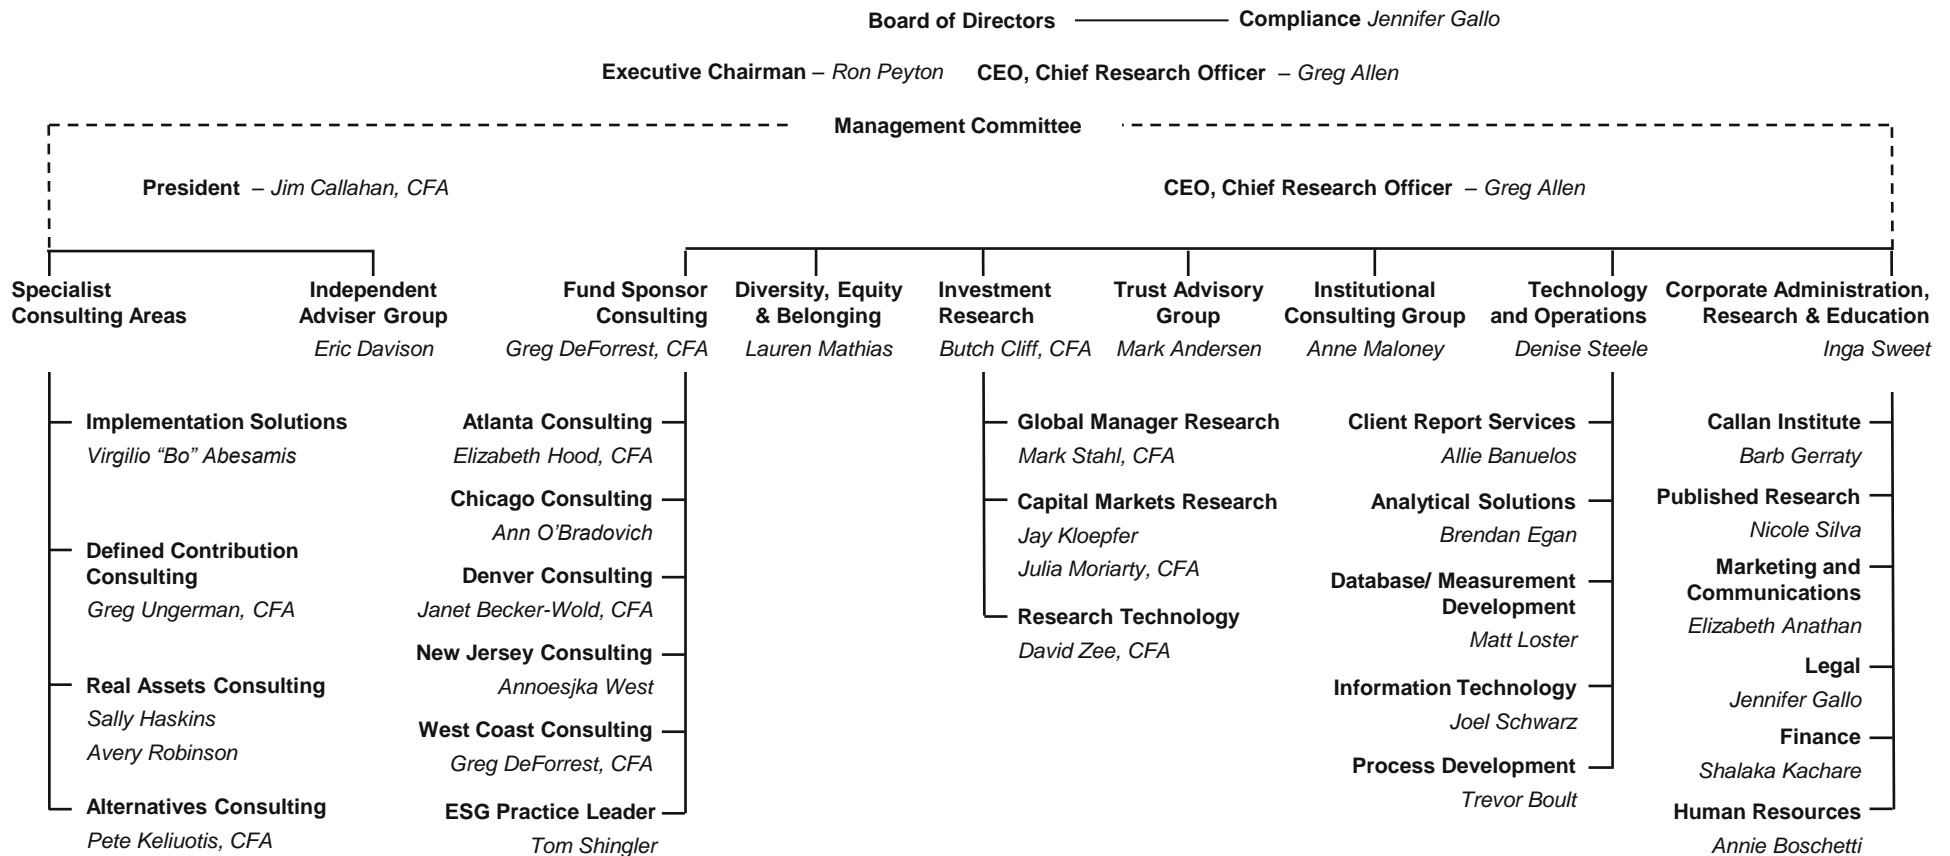 Board of Directors
Compliance Jennifer Gallo
Executive Chairman – Ron Peyton
CEO, Chief Research Officer – Greg Allen
Management Committee
President – Jim Callahan, CFA
CEO, Chief Research Officer – Greg Allen
Specialist
Consulting Areas
Independent
Adviser Group
Eric Davison
Fund Sponsor
Consulting
Greg DeForrest, CFA
Diversity, Equity
& Belonging
Lauren Mathias
Investment
Research
Butch Cliff, CFA
Trust Advisory
Group
Mark Andersen
Institutional
Consulting Group
Anne Maloney
Technology
and Operations
Denise Steele
Corporate Administration,
Research & Education
Inga Sweet
Implementation Solutions
Virgilio “Bo” Abesamis
Defined Contribution
Consulting
Greg Ungerman, CFA
Real Assets Consulting
Sally Haskins
Avery Robinson
Alternatives Consulting
Pete Keliuotis, CFA
Atlanta Consulting
Elizabeth Hood, CFA
Chicago Consulting
Ann O’Bradovich
Denver Consulting
Janet Becker-Wold, CFA
New Jersey Consulting
Annoesjka West
West Coast Consulting
Greg DeForrest, CFA
ESG Practice Leader
Tom Shingler
Global Manager Research
Mark Stahl, CFA
Capital Markets Research
Jay Kloepfer
Julia Moriarty, CFA
Research Technology
David Zee, CFA
Client Report Services
Allie Banuelos
Analytical Solutions
Brendan Egan
Database/ Measurement
Development
Matt Loster
Information Technology
Joel Schwarz
Process Development
Trevor Boult
Callan Institute
Barb Gerraty
Published Research
Nicole Silva
Marketing and
Communications
Elizabeth Anathan
Legal
Jennifer Gallo
Finance
Shalaka Kachare
Human Resources
Annie Boschetti